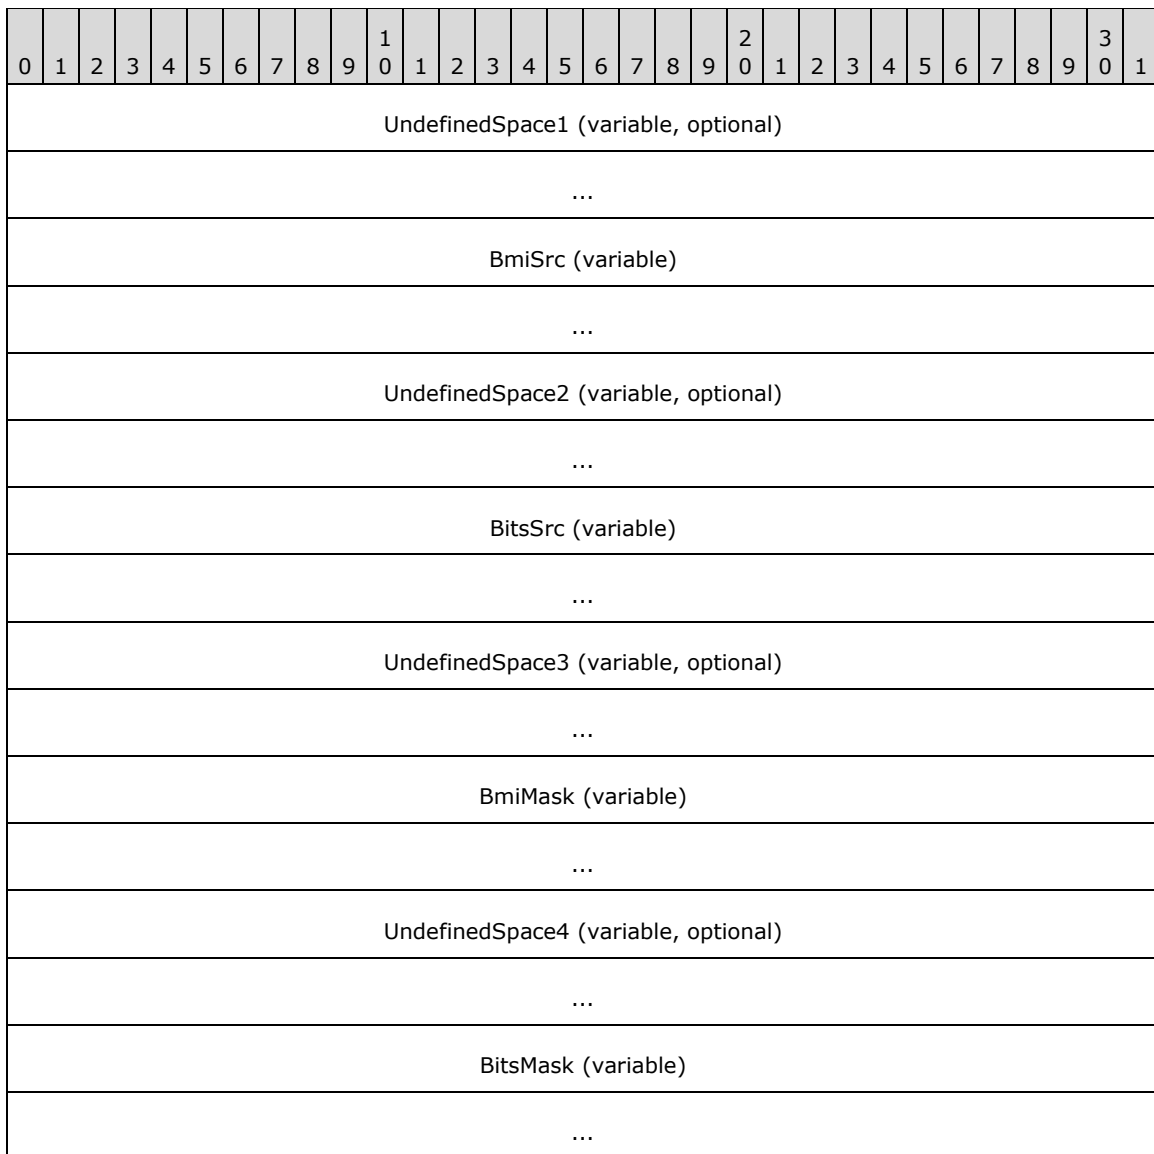 1 2 3
0 1 2 3 4 5 6 7 8 9 0 1 2 3 4 5 6 7 8 9 0 1 2 3 4 5 6 7 8 9 0 1
UndefinedSpace1 (variable, optional)
...
BmiSrc (variable)
...
UndefinedSpace2 (variable, optional)
...
BitsSrc (variable)
...
UndefinedSpace3 (variable, optional)
...
BmiMask (variable)
...
UndefinedSpace4 (variable, optional)
...
BitsMask (variable)
...